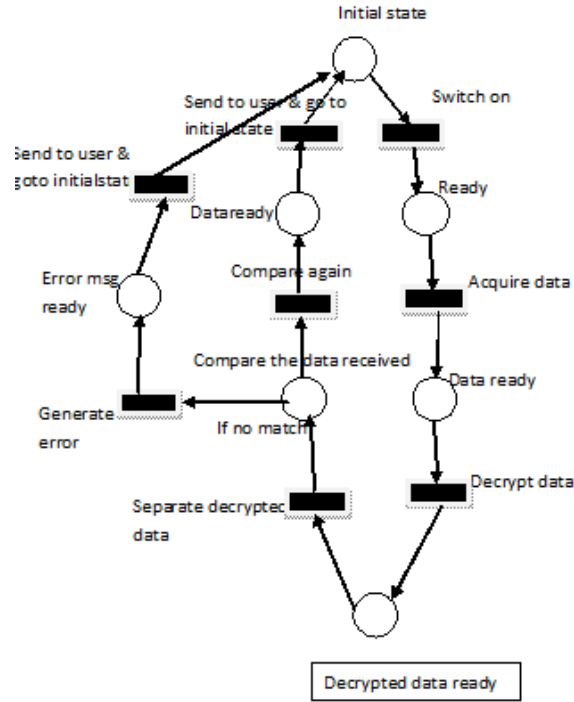 Initial state
Send to user & go to
initial state
Switch on
Send to user &
goto initialstat
Dataready
Ready
Error msg
ready
Compare again
Acquire data
Compare the data received
Data ready
Generate
error
If no match
Separate decrypted
data
Decrypt data
Decrypted data ready